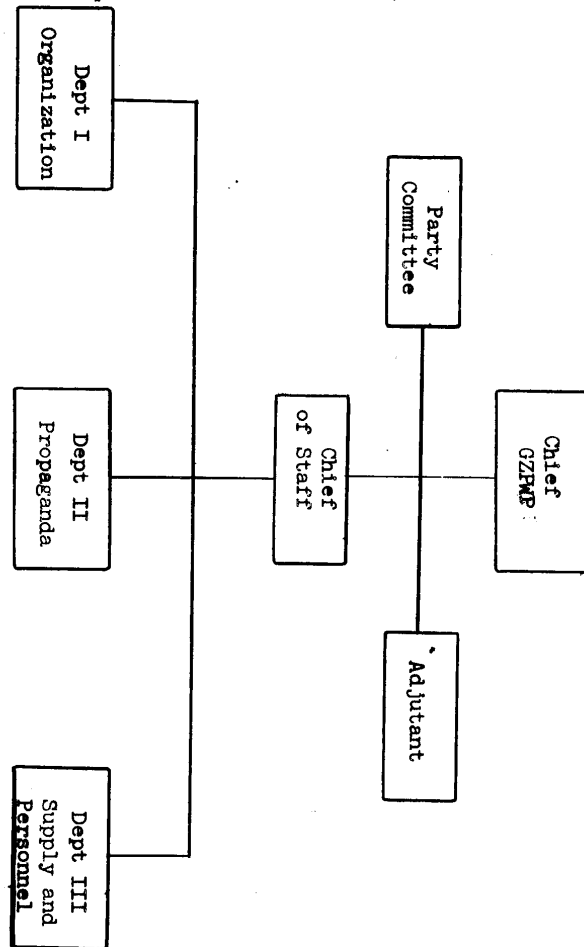 Chief
GZPWP
Party
Committee
Adjutant
Chief
of Staff
Dept I
Organization
Dept II
Propaganda
Dept III
Supply and
Personnel